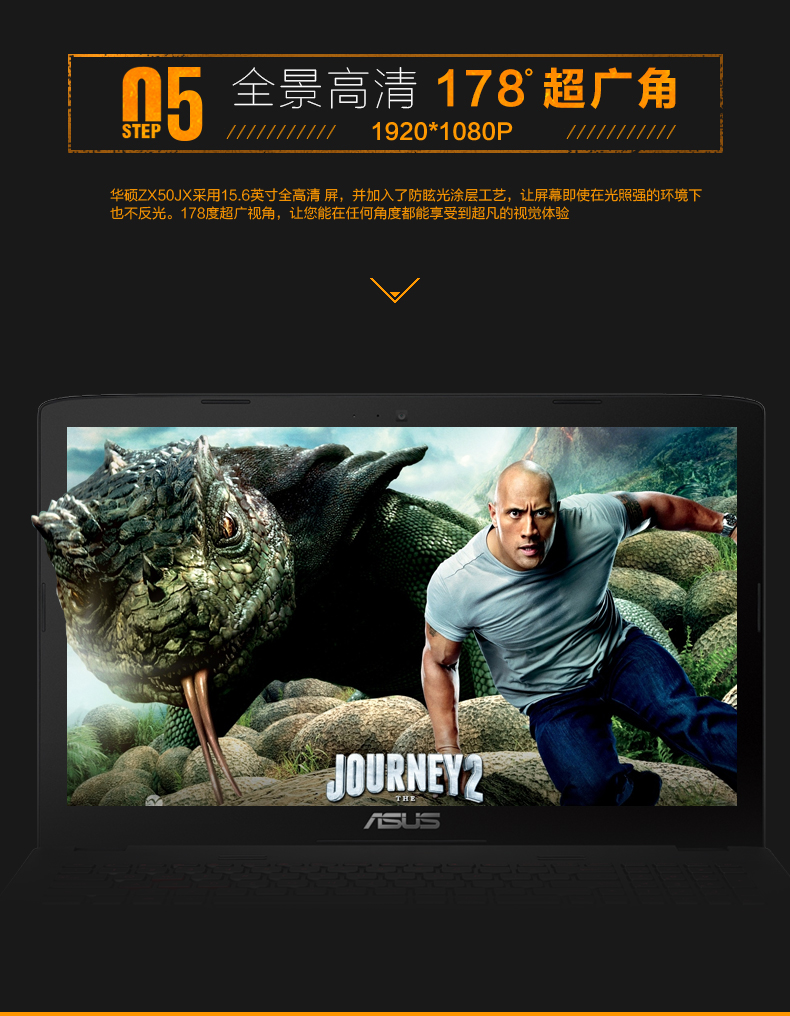 05
STEP
全景高清 178°超广角
1920*1080P
华硕ZX50JX采用15.6英寸全高清 屏，并加入了防眩光涂层工艺，让屏幕即使在光照强的环境下
也不反光。178度超广视角，让您能在任何角度都能享受到超凡的视觉体验
JOURNEY2
THE
ASUS